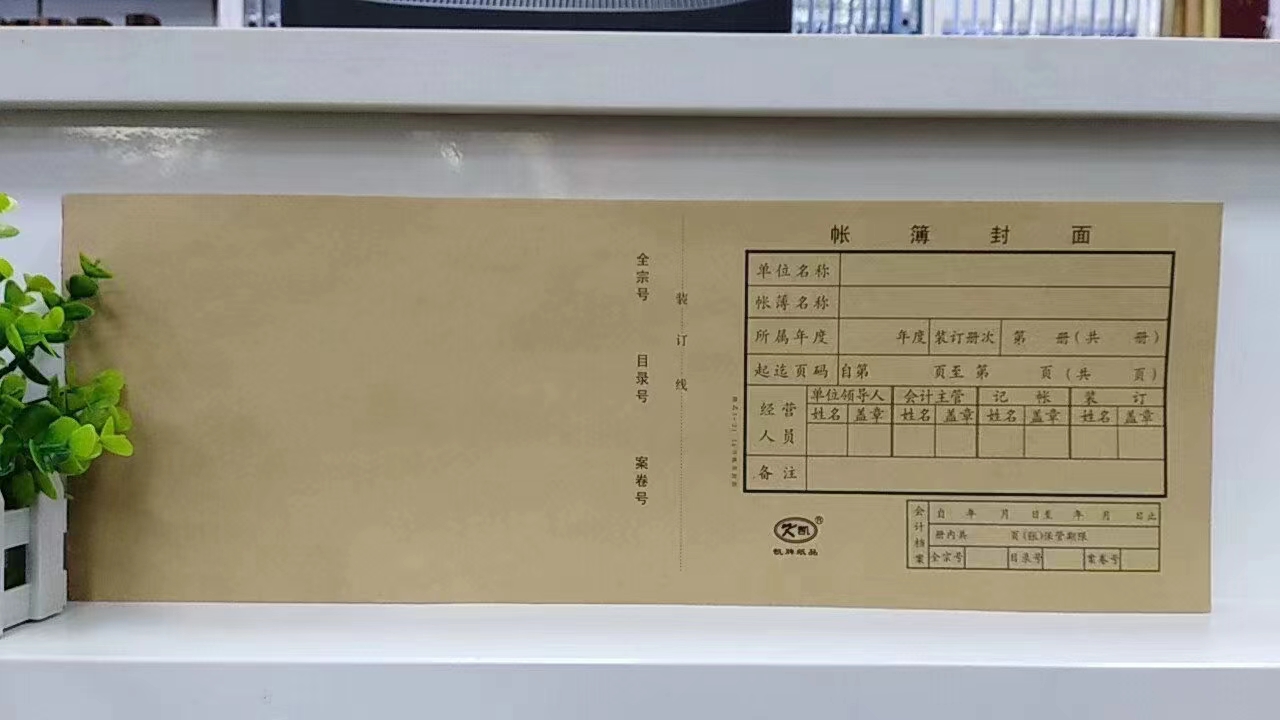 帐 簿 封 面
单位名称
帐薄名称
所属年度 年度 装订册次 第 册(共 册)
起迄页码 自第 页至 第 页(共 页)
经营人员
单位领导人 会计主管 记 帐 装 订
姓名 盖章 姓名 盖章 姓名 盖章 姓名 盖章
备注
全宗号
目录号
案卷号
装 订 线
凯
®
凯牌纸品
会计档案
自 年 月 日至 年 月 日止
册内共 页(张)保管期限
全宗号 目录号 案卷号